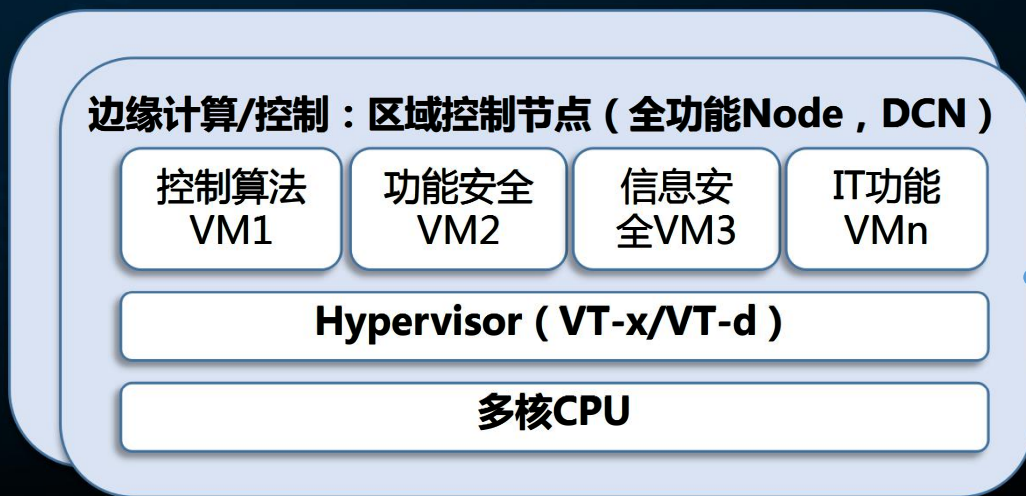 边缘计算/控制：区域控制节点（全功能Node，DCN）
控制算法
VM1
功能安全
VM2
信息安
全VM3
IT功能
VMn
Hypervisor（VT-x/VT-d）
多核CPU